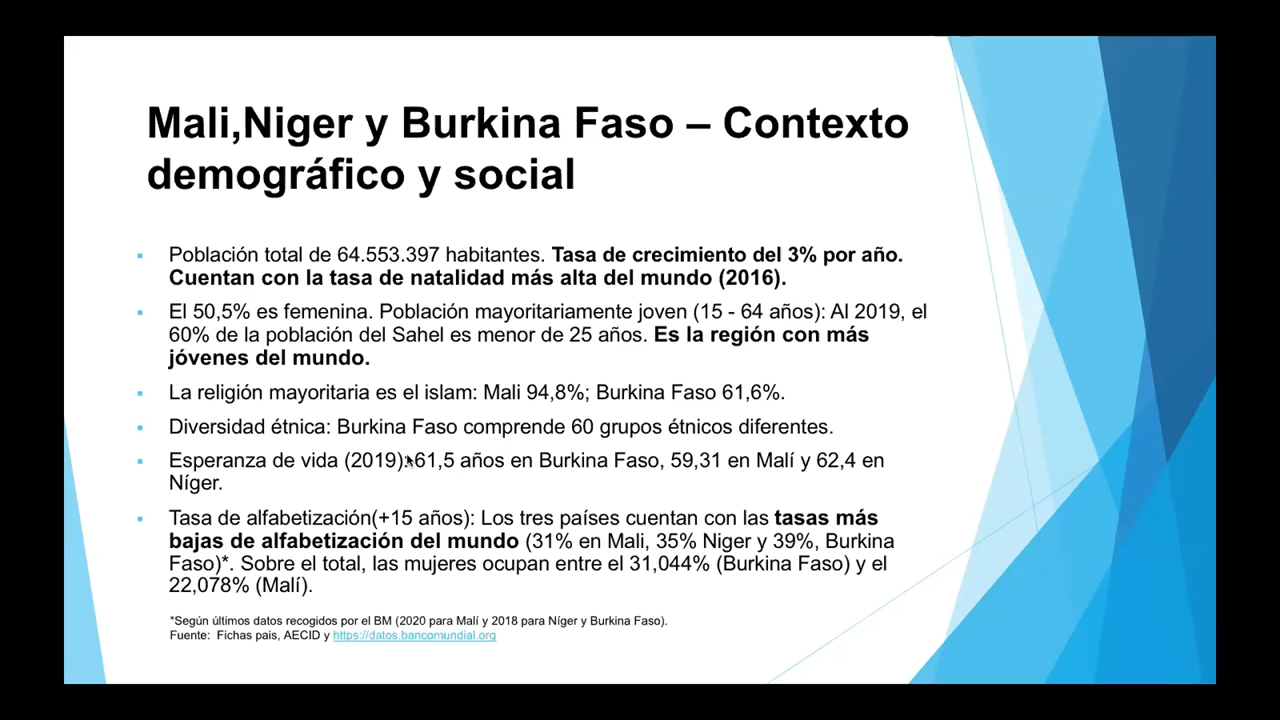 Mali,Niger y Burkina Faso – Contexto
demográfico y social
Población total de 64.553.397 habitantes. Tasa de crecimiento del 3% por año.
Cuentan con la tasa de natalidad más alta del mundo (2016).
El 50,5% es femenina. Población mayoritariamente joven (15 - 64 años): Al 2019, el
60% de la población del Sahel es menor de 25 años. Es la región con más
jóvenes del mundo.
La religión mayoritaria es el islam: Mali 94,8%; Burkina Faso 61,6%.
Diversidad étnica: Burkina Faso comprende 60 grupos étnicos diferentes.
Esperanza de vida (2019): 61,5 años en Burkina Faso, 59,31 en Malí y 62,4 en
Níger.
Tasa de alfabetización(+15 años): Los tres países cuentan con las tasas más
bajas de alfabetización del mundo (31% en Mali, 35% Niger y 39%, Burkina
Faso)*. Sobre el total, las mujeres ocupan entre el 31,044% (Burkina Faso) y el
22,078% (Malí).
*Según últimos datos recogidos por el BM (2020 para Malí y 2018 para Níger y Burkina Faso).
Fuente: Fichas pais, AECID y https://datos.bancomundial.org